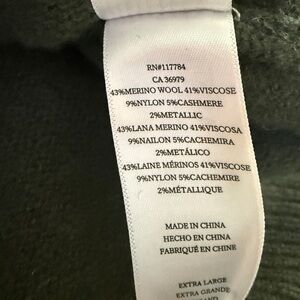 RN#117784
CA 36979
43%MERINO WOOL 41%VISCOSE
9%NYLON 5%CASHMERE
2%METALLIC
43%LANA MERINO 41%VISCOSA
9%NAILON 5%CACHEMIRA
2%METÁLICO
43%LAINE MÉRINOS 41%VISCOSE
9%NYLON 5%CACHEMIRE
2%MÉTALLIQUE
MADE IN CHINA
HECHO EN CHINA
FABRIQUÉ EN CHINE
EXTRA LARGE
EXTRA GRANDE